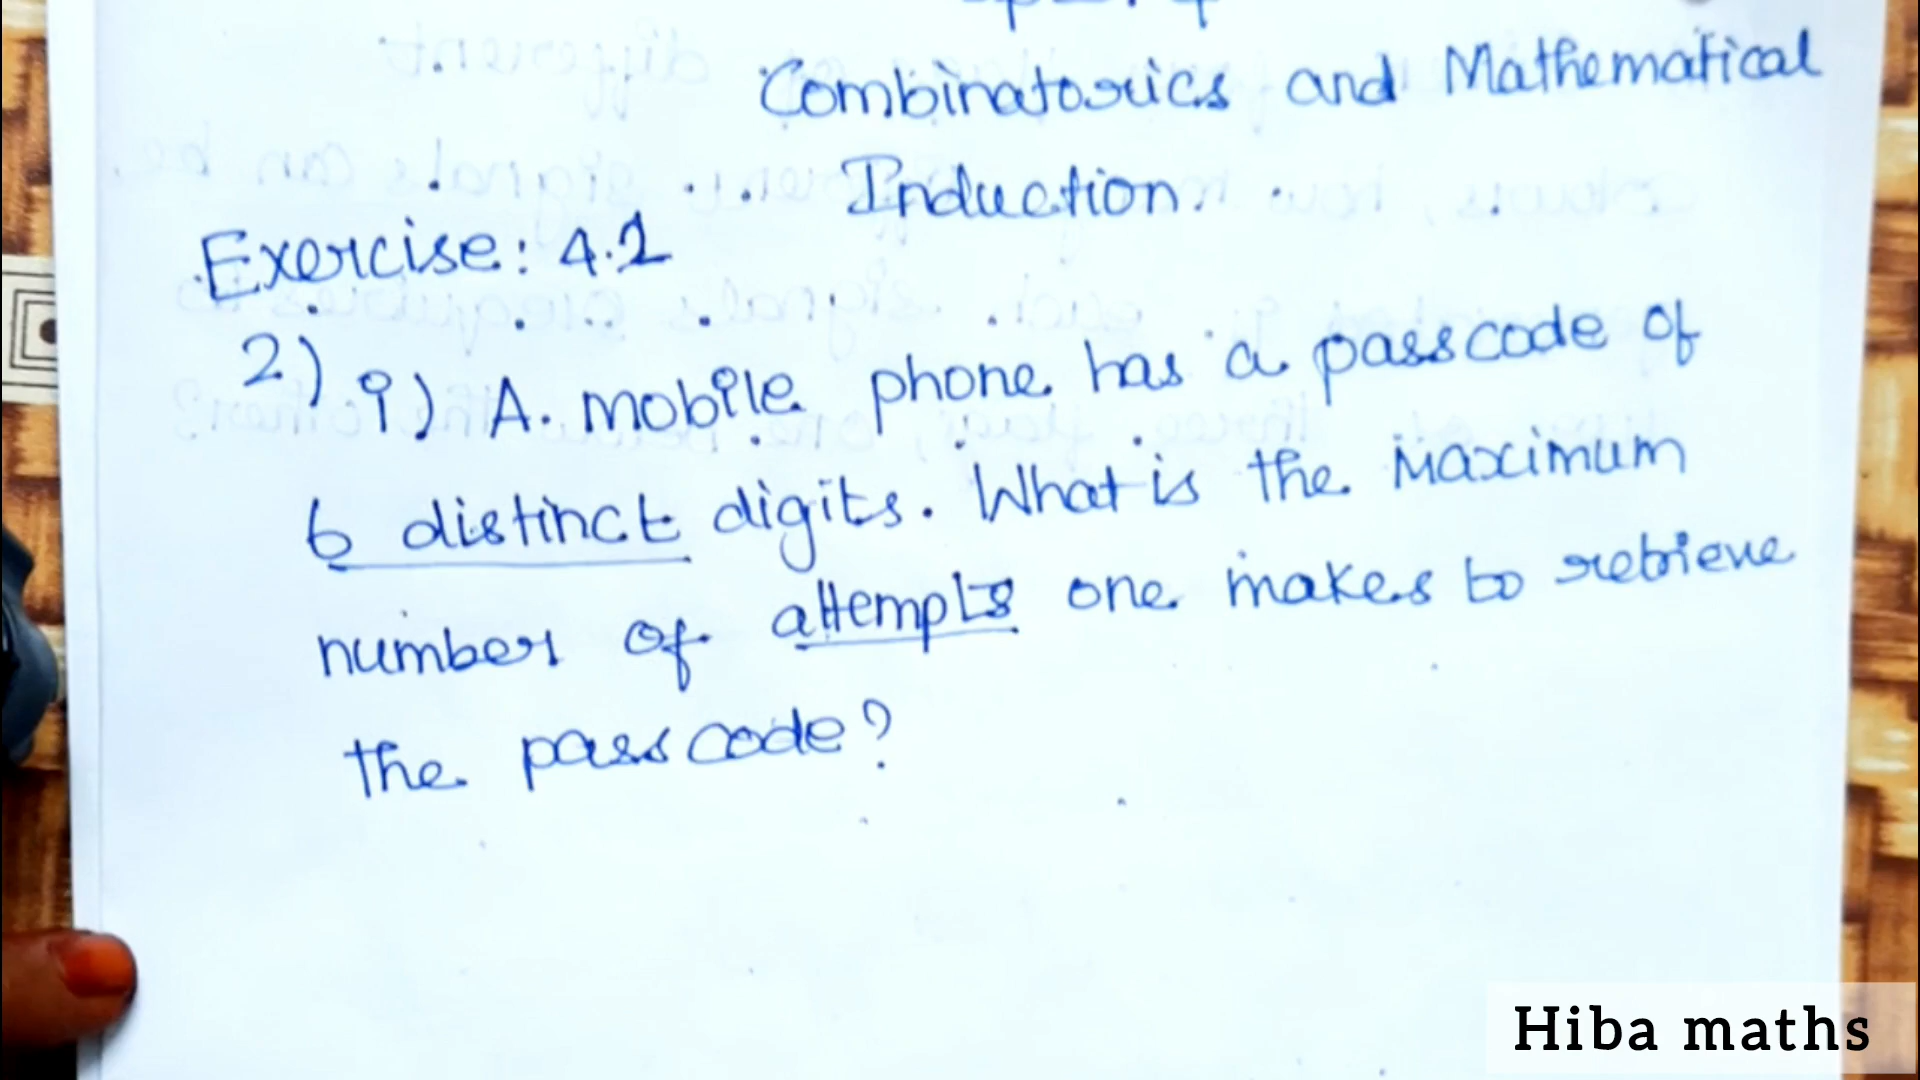 Combinatorics and Mathematical
Induction.
Exercise: 4.1
2) i) A mobile phone has a passcode of
6 distinct digits. What is the Maximum
number of attempts one makes to retrieve
the passcode?
Hiba maths